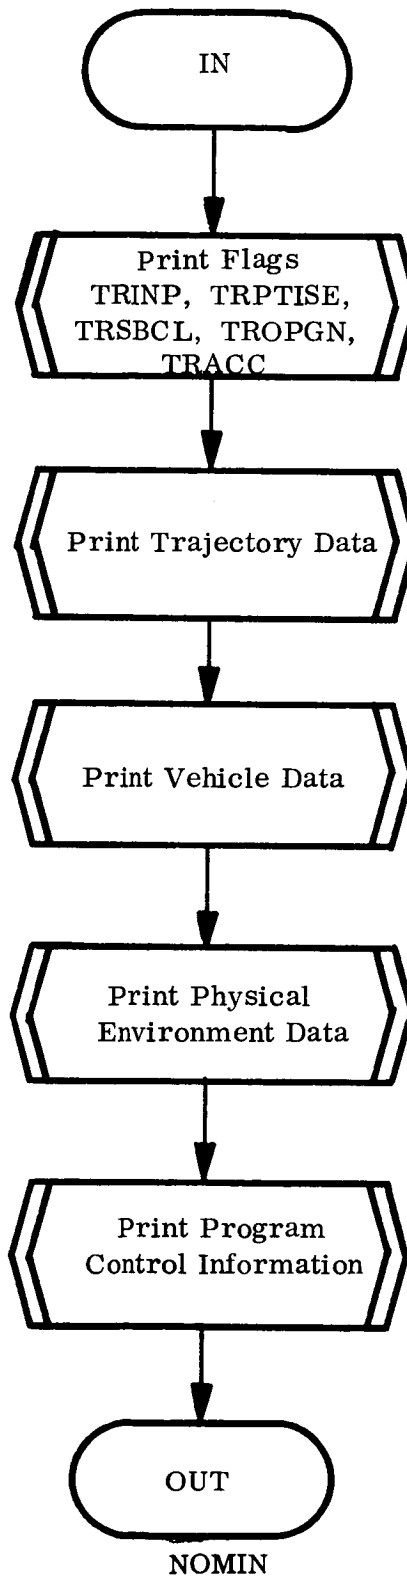 IN
Print Flags
TRINP, TRPTISE,
TRSBCL, TROPGN,
TRACC
Print Trajectory Data
Print Vehicle Data
Print Physical
Environment Data
Print Program
Control Information
OUT
NOMIN